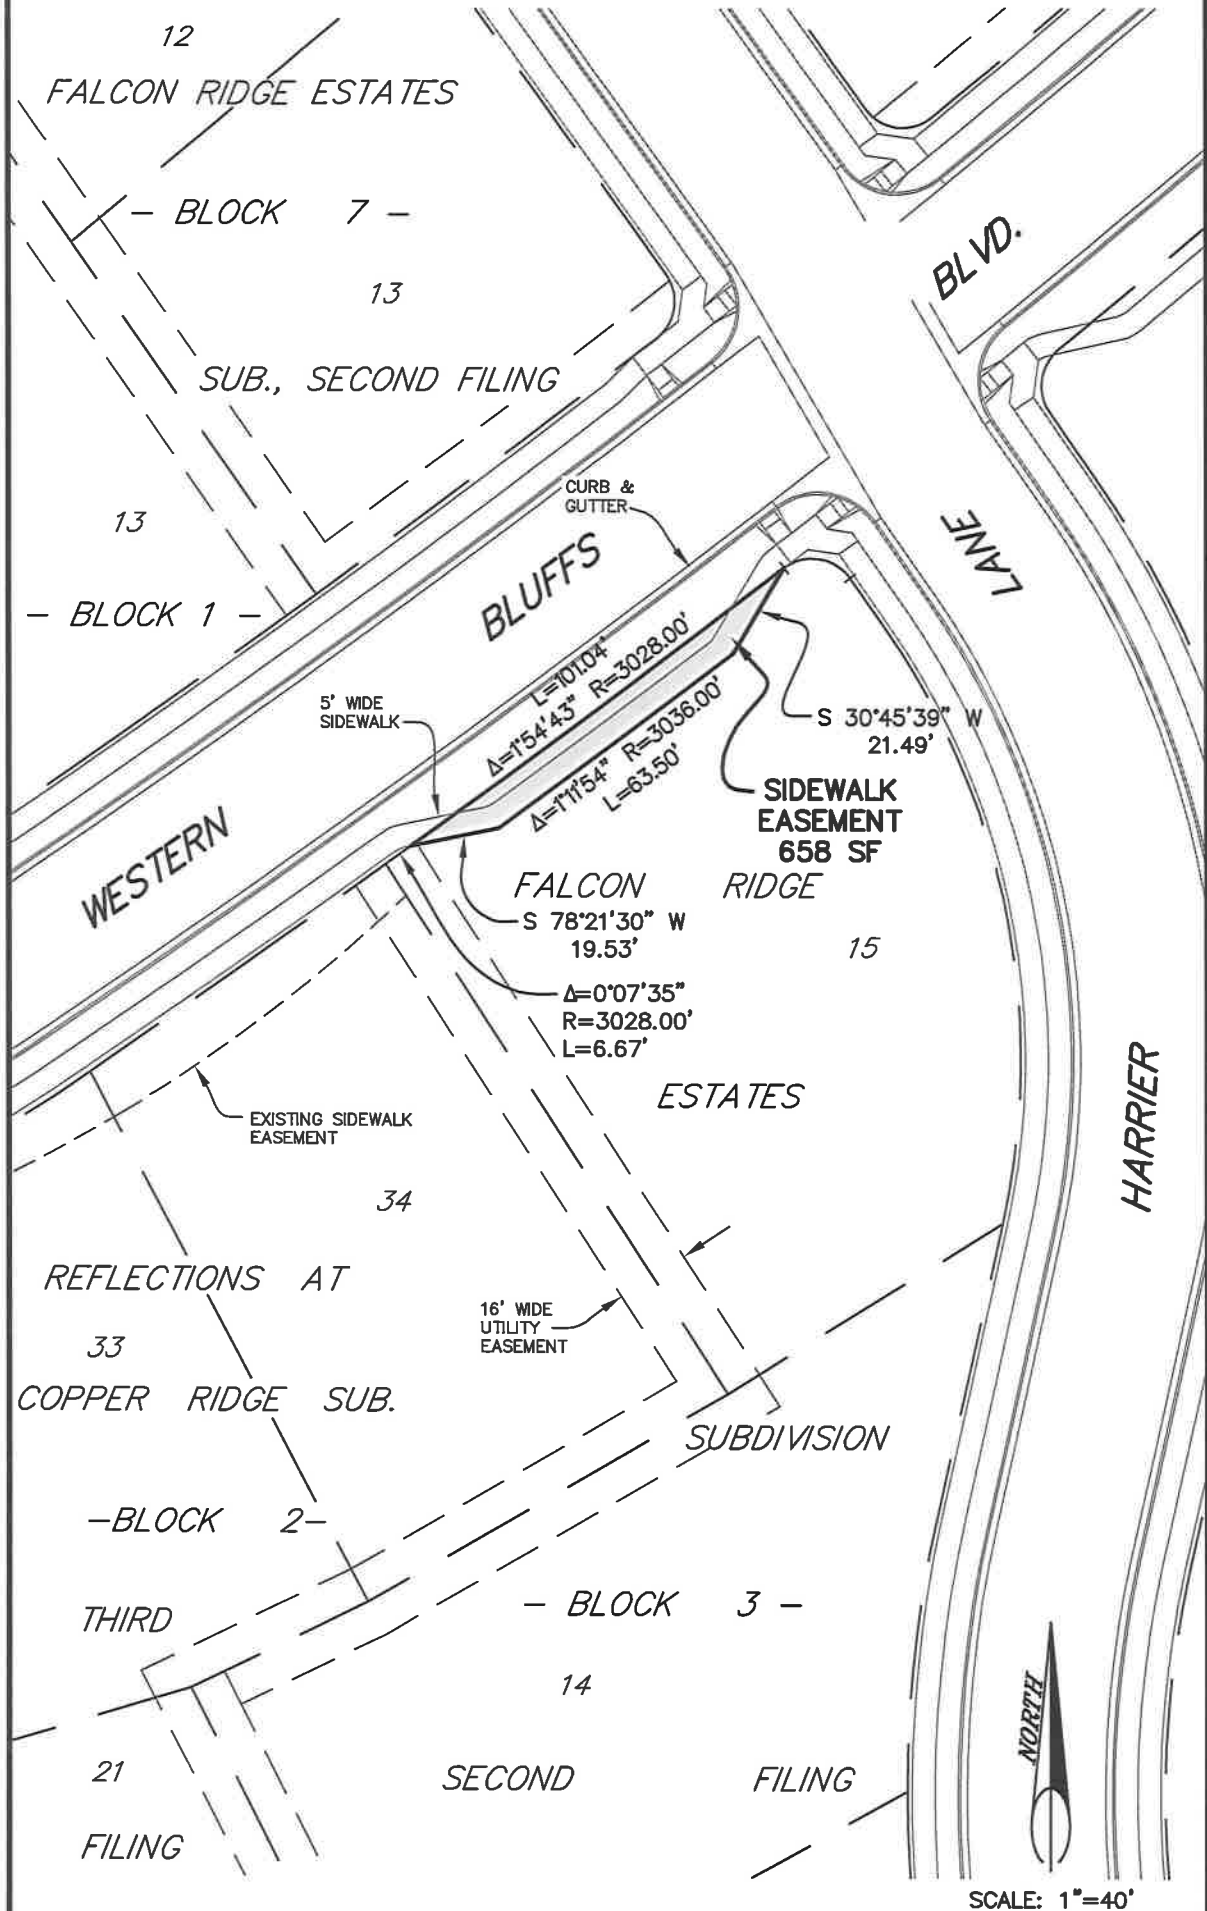 12
FALCON RIDGE ESTATES
- BLOCK 7 -
13
SUB., SECOND FILING
BLVD.
13
- BLOCK 1 -
CURB &
GUTTER
BLUFFS
LANE
L=101.04'
Δ=1°54'43" R=3028.00'
Δ=1°11'54" R=3036.00'
L=63.50'
5' WIDE
SIDEWALK
S 30°45'39" W
21.49'
SIDEWALK
EASEMENT
658 SF
WESTERN
FALCON RIDGE
S 78°21'30" W
19.53'
15
Δ=0°07'35"
R=3028.00'
L=6.67'
ESTATES
HARRIER
EXISTING SIDEWALK
EASEMENT
34
REFLECTIONS AT
33
COPPER RIDGE SUB.
16' WIDE
UTILITY
EASEMENT
SUBDIVISION
-BLOCK 2-
THIRD
- BLOCK 3 -
14
21
SECOND FILING
FILING
NORTH
SCALE: 1"=40'